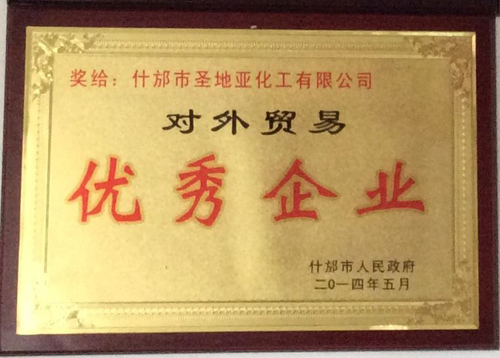 奖给：什邡市圣地亚化工有限公司
对外贸易
优秀企业
什邡市人民政府
二〇一四年五月